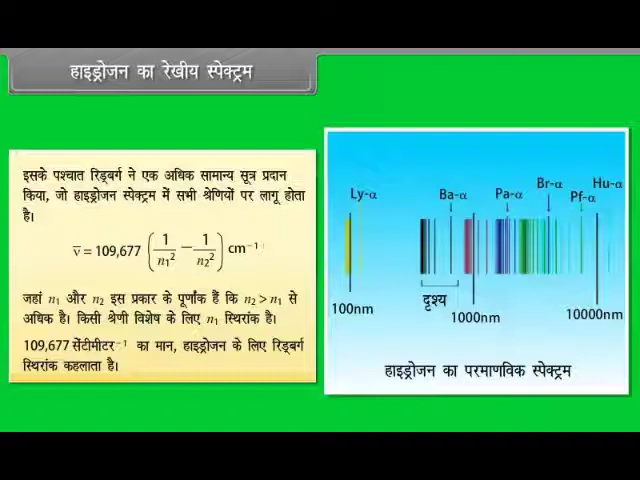 हाइड्रोजन का रेखीय स्पेक्ट्रम
इसके पश्चात रिड्बर्ग ने एक अधिक सामान्य सूत्र प्रदान
किया, जो हाइड्रोजन स्पेक्ट्रम में सभी श्रेणियों पर लागू होता
है।
ν̅ = 109,677 (1/n₁² − 1/n₂²) cm⁻¹
जहां n₁ और n₂ इस प्रकार के पूर्णांक हैं कि n₂ > n₁ से
अधिक है। किसी श्रेणी विशेष के लिए n₁ स्थिरांक है।
109,677 सेंटीमीटर⁻¹ का मान, हाइड्रोजन के लिए रिड्बर्ग
स्थिरांक कहलाता है।
Ly-α
Ba-α
Pa-α
Br-α
Pf-α
Hu-α
100nm
दृश्य
1000nm
10000nm
हाइड्रोजन का परमाणविक स्पेक्ट्रम